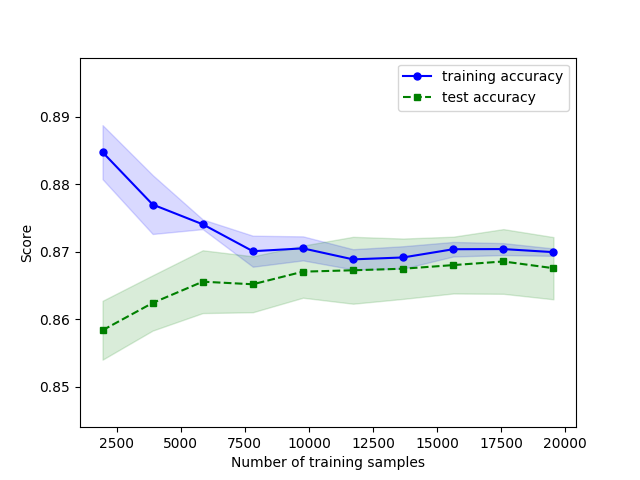 training accuracy
test accuracy
0.89
0.88
0.87
0.86
0.85
Score
2500 5000 7500 10000 12500 15000 17500 20000
Number of training samples